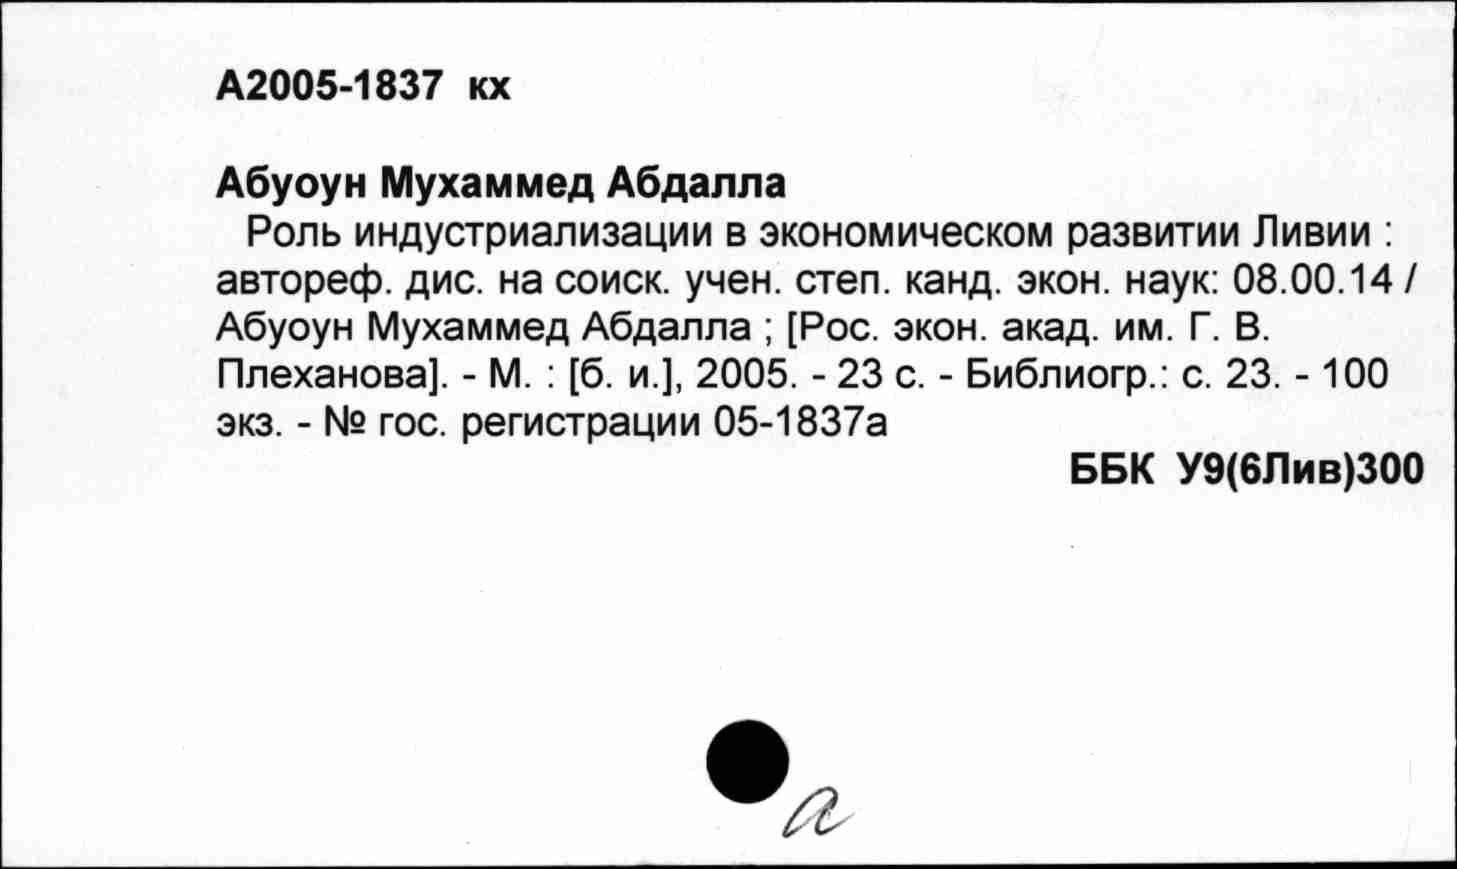 А2005-1837 кх
Абуоун Мухаммед Абдалла
Роль индустриализации в экономическом развитии Ливии :
автореф. дис. на соиск. учен. степ. канд. экон. наук: 08.00.14 /
Абуоун Мухаммед Абдалла ; [Рос. экон. акад. им. Г. В.
Плеханова]. - М. : [б. и.], 2005. - 23 с. - Библиогр.: с. 23. - 100
экз. - № гос. регистрации 05-1837а
ББК У9(6Лив)300
а